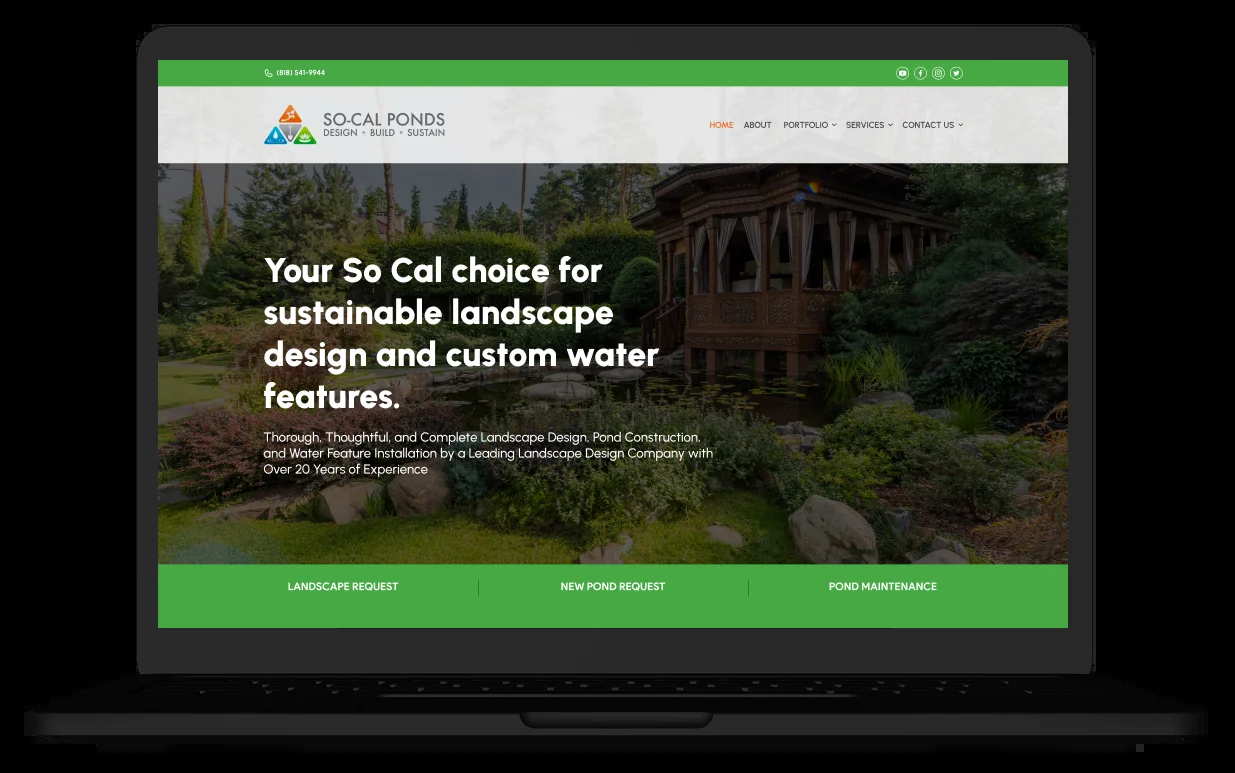 (818) 541-9944
SO-CAL PONDS
DESIGN • BUILD • SUSTAIN
HOME ABOUT PORTFOLIO SERVICES CONTACT US
Your So Cal choice for
sustainable landscape
design and custom water
features.
Thorough, Thoughtful, and Complete Landscape Design, Pond Construction,
and Water Feature Installation by a Leading Landscape Design Company with
Over 20 Years of Experience
LANDSCAPE REQUEST
NEW POND REQUEST
POND MAINTENANCE